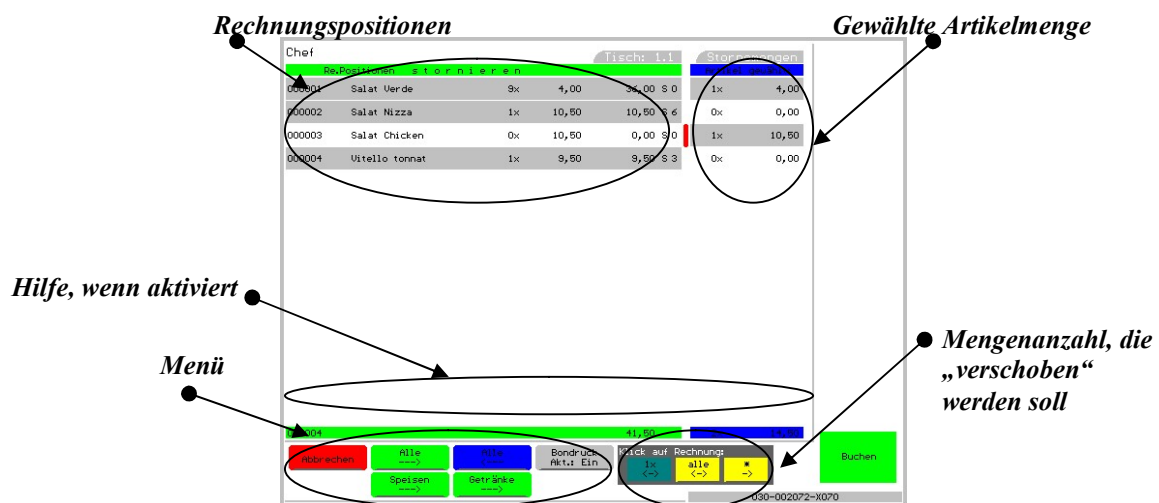 Rechnungspositionen
Gewählte Artikelmenge
Chef
Tisch: 1.1
Stornomengen
Re.Positionen stornieren
000001 Salat Verde 9x 4,00 36,00 S 0 1x 4,00
000002 Salat Nizza 1x 10,50 10,50 S 6 0x 0,00
000003 Salat Chicken 0x 10,50 0,00 S 0 1x 10,50
000004 Vitello tonnat 1x 9,50 9,50 S 3 0x 0,00
Hilfe, wenn aktiviert
Menü
Mengenanzahl, die
„verschoben“
werden soll
000004 41,50 14,50
Abbrechen
Alle
--->
Alle
<---
Bondruck
Akt.: Ein
Klick auf Rechnung:
1x
<->
alle
<->
*
->
Buchen
Speisen
--->
Getränke
--->
030-002072-X070